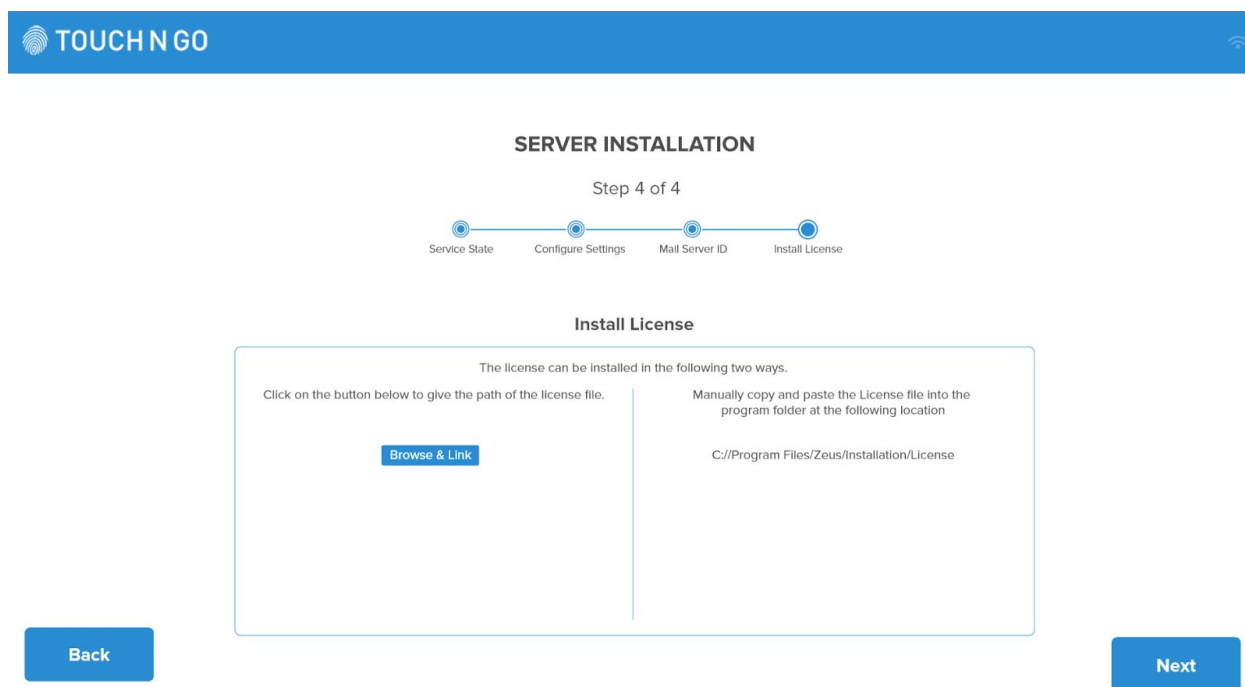 TOUCH N GO
SERVER INSTALLATION
Step 4 of 4
Service State
Configure Settings
Mail Server ID
Install License
Install License
The license can be installed in the following two ways.
Click on the button below to give the path of the license file.
Browse & Link
Manually copy and paste the License file into the
program folder at the following location
C://Program Files/Zeus/Installation/License
Back
Next